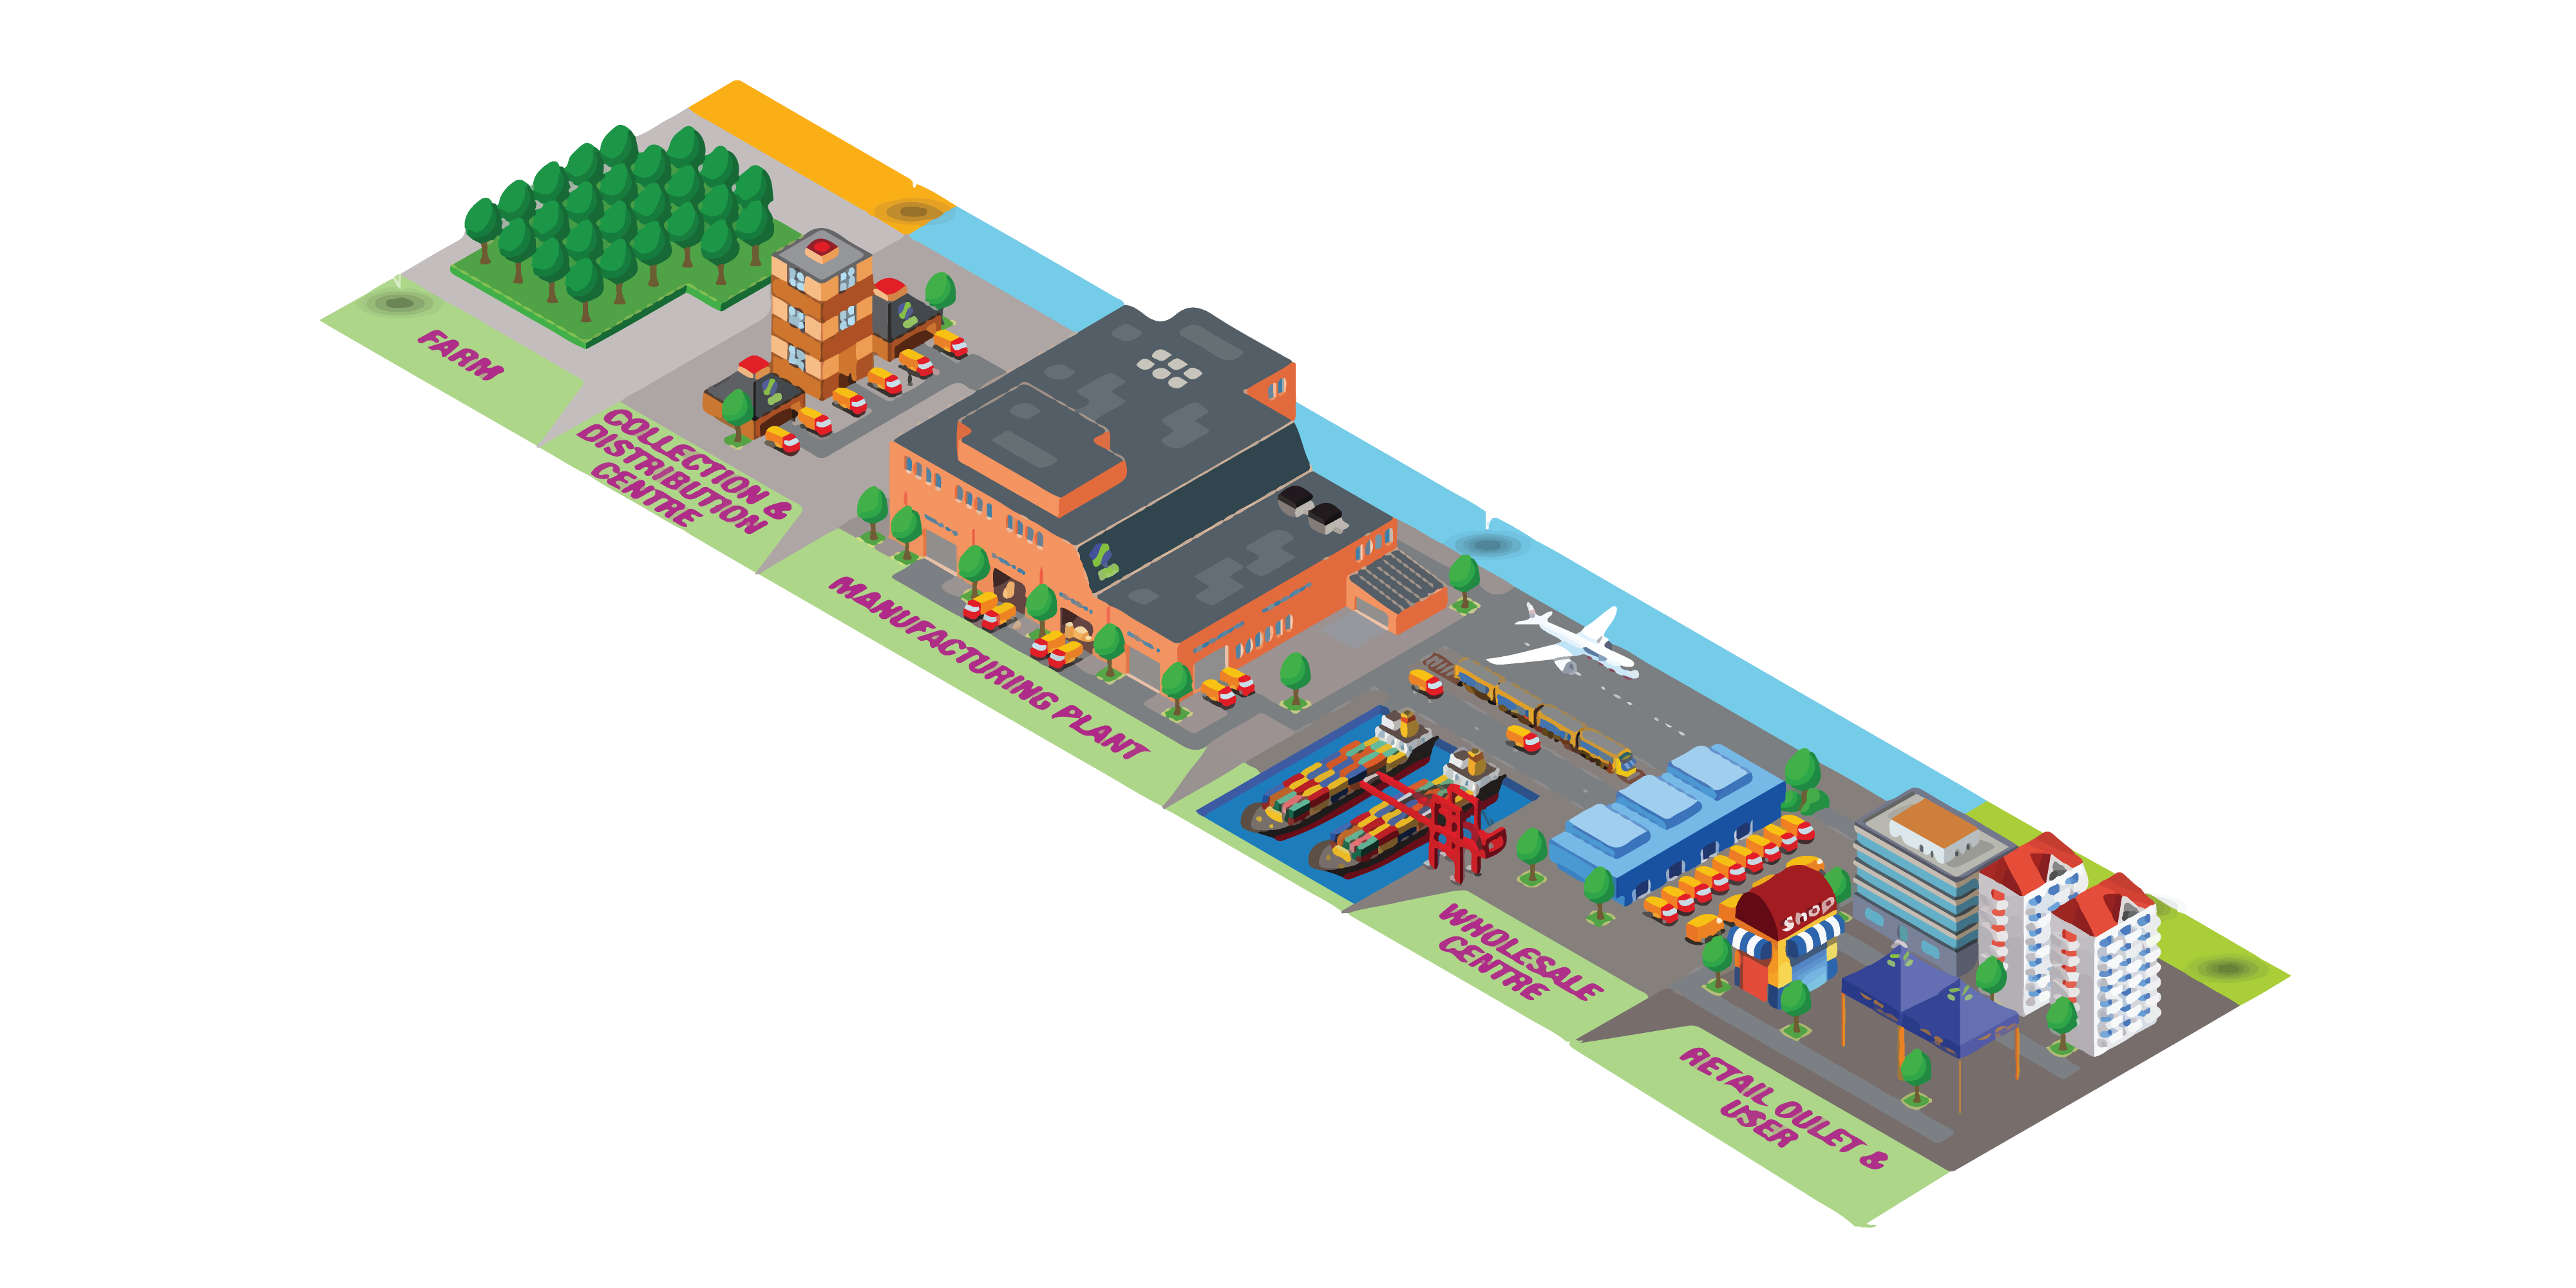 FARM
COLLECTION &
DISTRIBUTION
CENTRE
MANUFACTURING PLANT
WHOLESALE
CENTRE
shop
RETAIL OULET &
USER